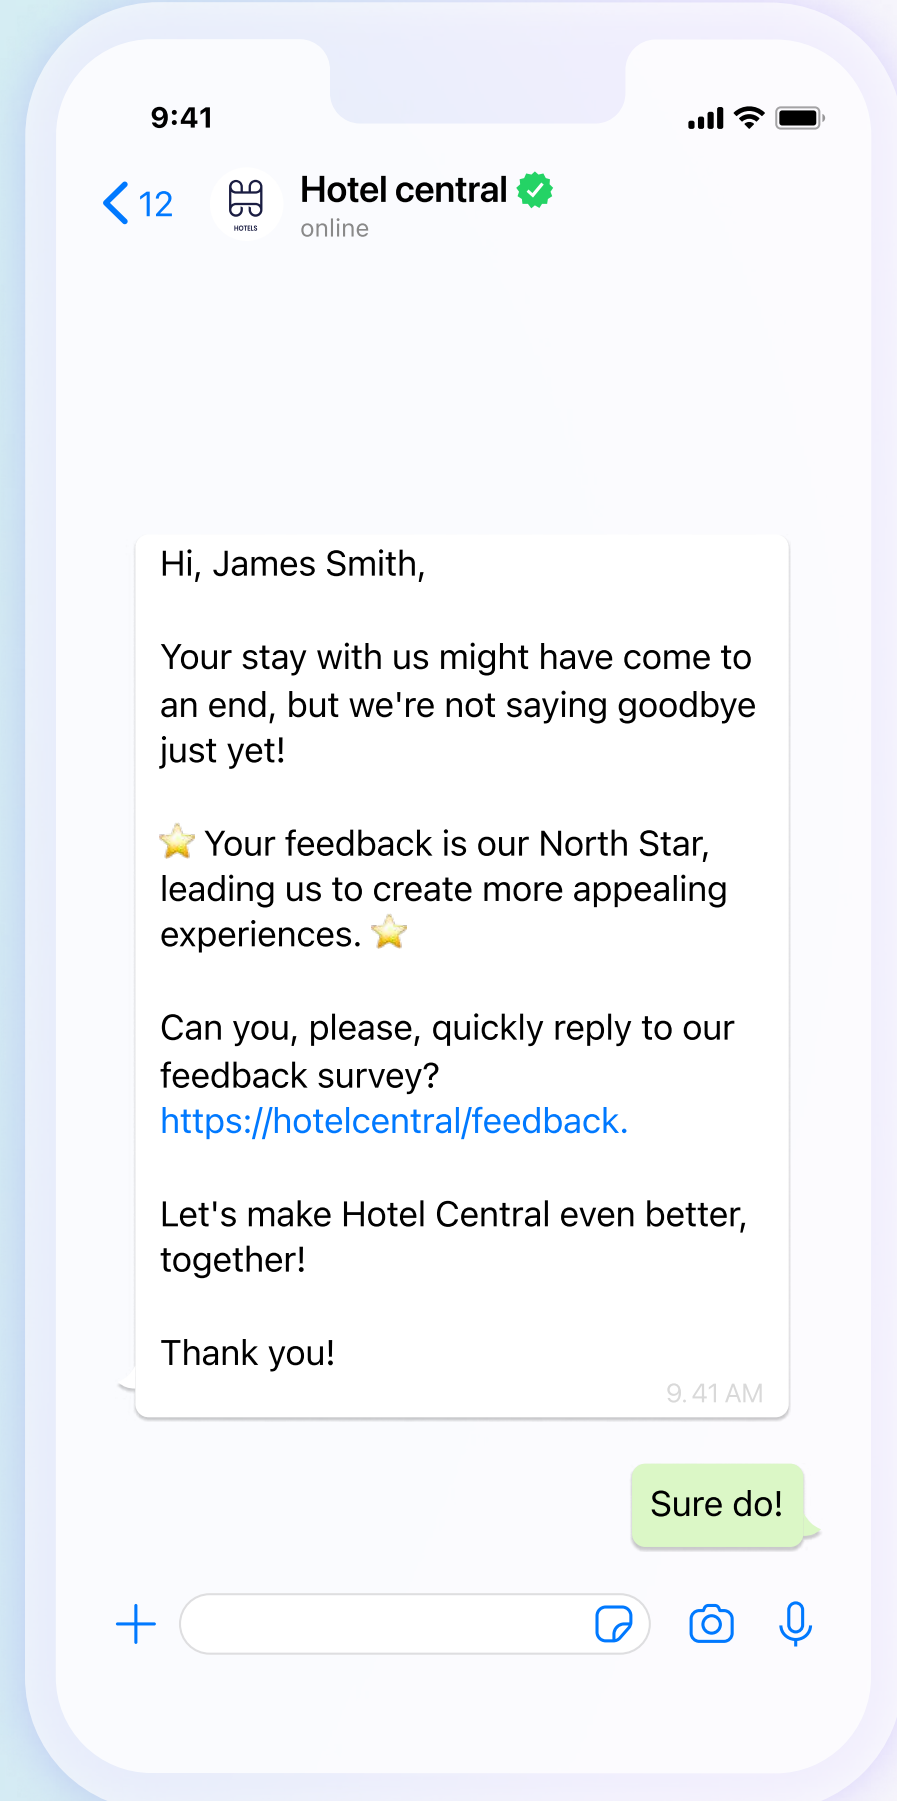 9:41
12
HOTELS
Hotel central
online
Hi, James Smith,
Your stay with us might have come to
an end, but we're not saying goodbye
just yet!
⭐ Your feedback is our North Star,
leading us to create more appealing
experiences. ⭐
Can you, please, quickly reply to our
feedback survey?
https://hotelcentral/feedback.
Let's make Hotel Central even better,
together!
Thank you!
9.41 AM
Sure do!